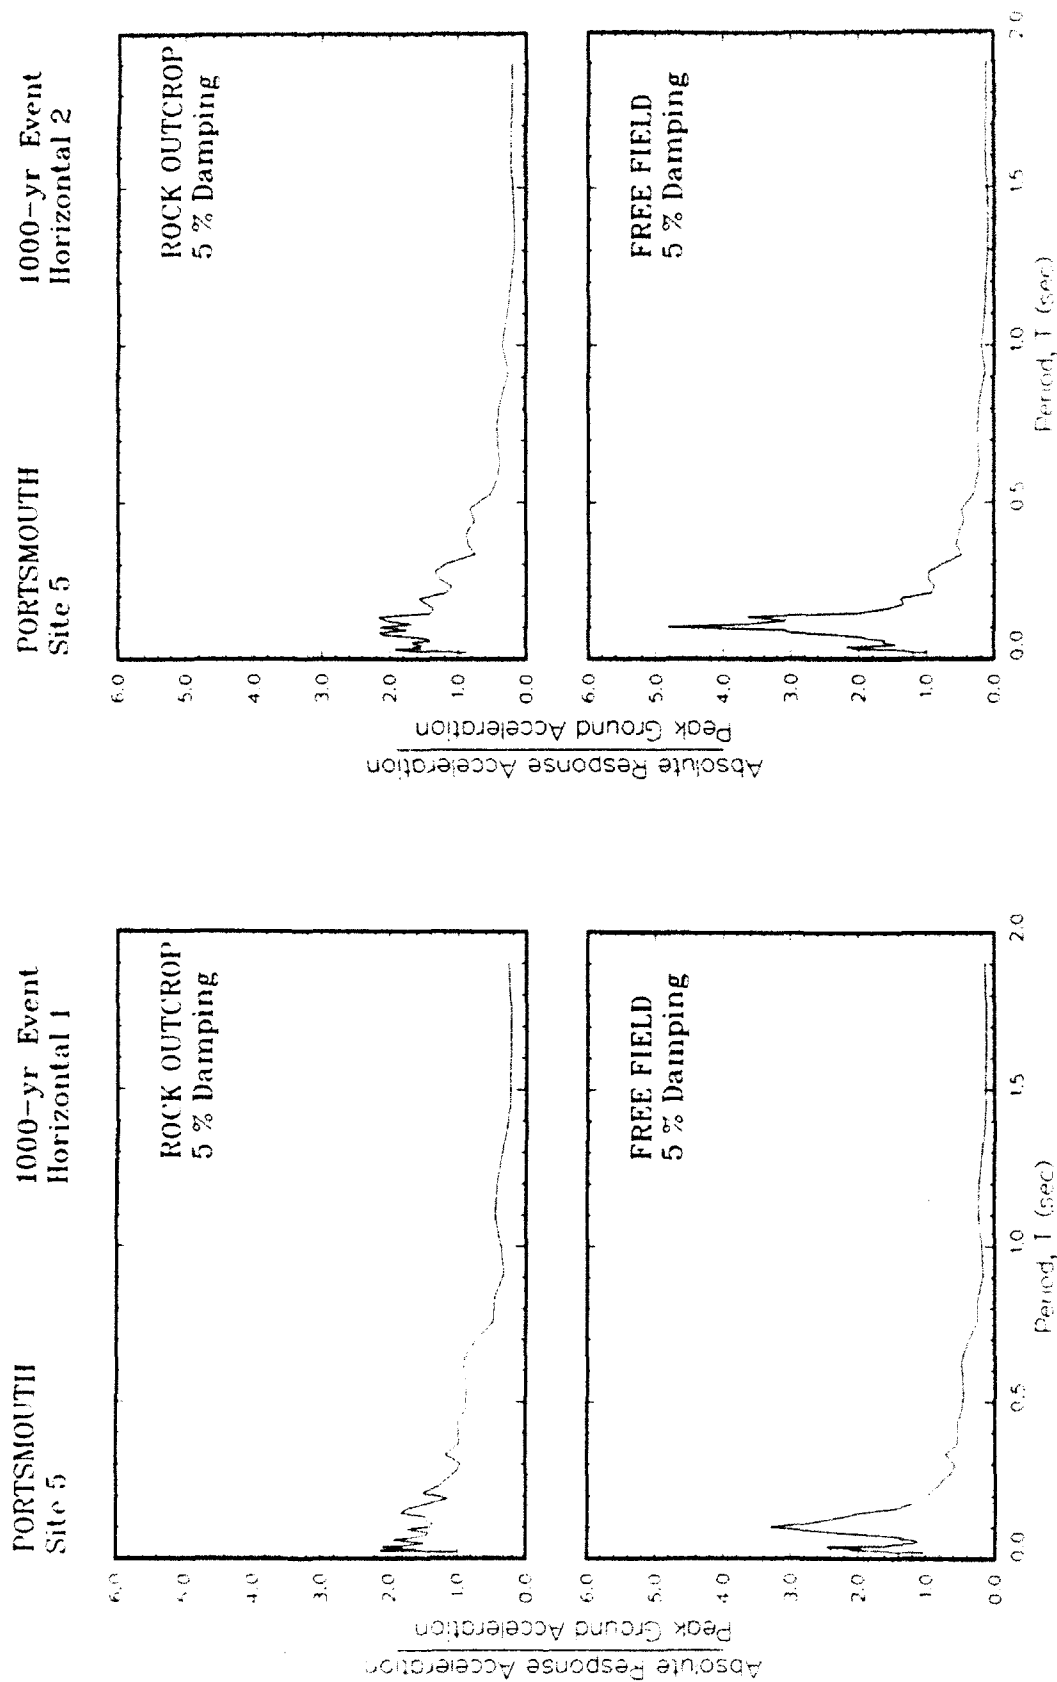 PORTSMOUTH
Site 5
1000-yr Event
Horizontal 1
ROCK OUTCROP
5 % Damping
6.0
5.0
4.0
3.0
2.0
1.0
0.0
Absolute Response Acceleration
Peak Ground Acceleration
FREE FIELD
5 % Damping
6.0
5.0
4.0
3.0
2.0
1.0
0.0
0.0
0.5
1.0
1.5
2.0
Period, T (sec)
PORTSMOUTH
Site 5
1000-yr Event
Horizontal 2
ROCK OUTCROP
5 % Damping
6.0
5.0
4.0
3.0
2.0
1.0
0.0
Absolute Response Acceleration
Peak Ground Acceleration
FREE FIELD
5 % Damping
6.0
5.0
4.0
3.0
2.0
1.0
0.0
0.0
0.5
1.0
1.5
2.0
Period, T (sec)